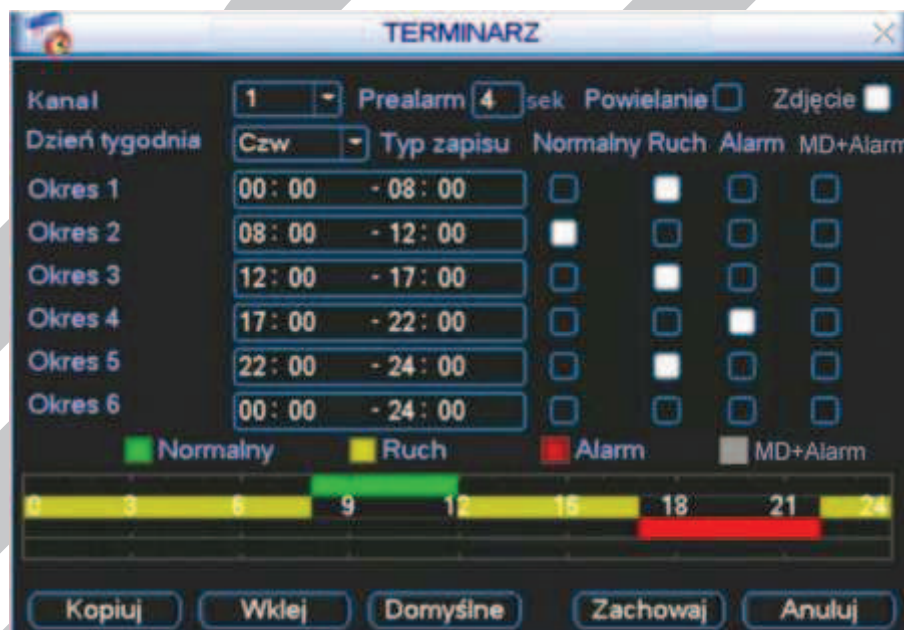 TERMINARZ
Kanał 1 Prealarm 4 sek Powielanie Zdjęcie
Dzień tygodnia Czw Typ zapisu Normalny Ruch Alarm MD+Alarm
Okres 1 00:00 - 08:00
Okres 2 08:00 - 12:00
Okres 3 12:00 - 17:00
Okres 4 17:00 - 22:00
Okres 5 22:00 - 24:00
Okres 6 00:00 - 24:00
Normalny Ruch Alarm MD+Alarm
0 3 6 9 12 15 18 21 24
Kopiuj Wklej Domyślne Zachowaj Anuluj